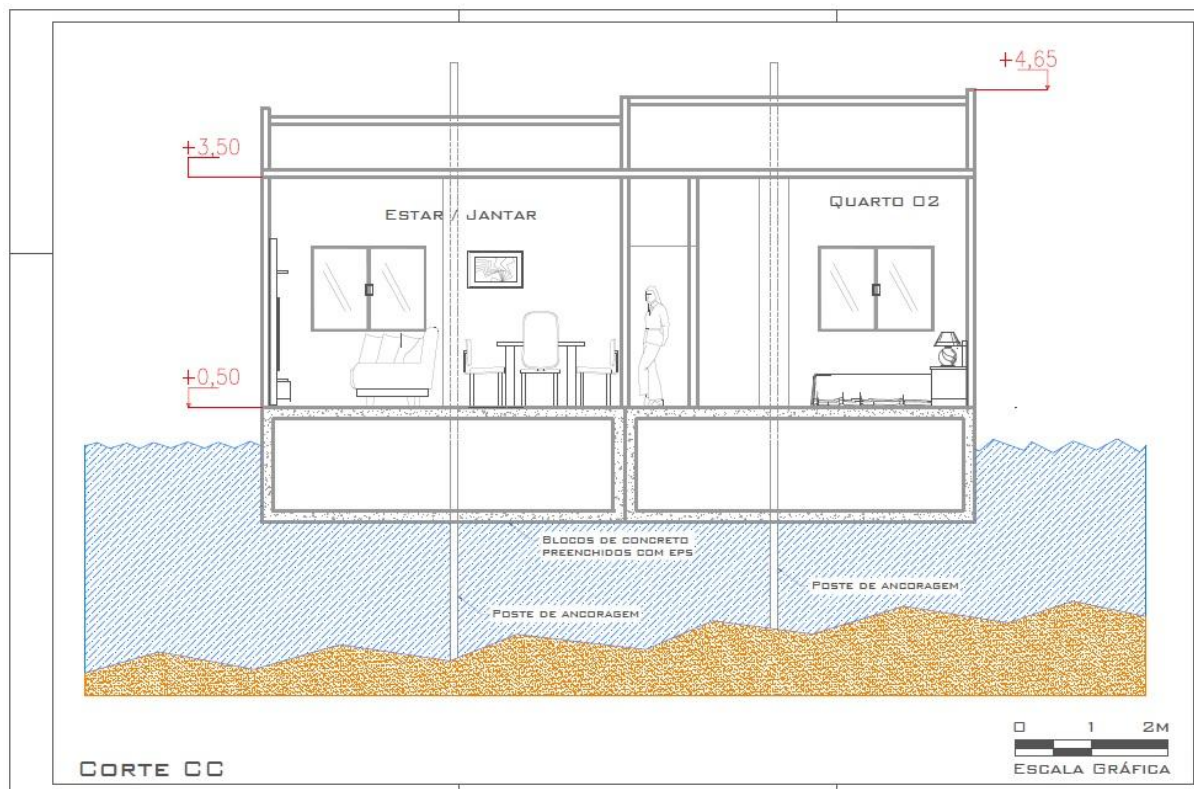 +4,65
+3,50
ESTAR / JANTAR
QUARTO 02
+0,50
BLOCOS DE CONCRETO
PREENCHIDOS COM EPS
POSTE DE ANCORAGEM
POSTE DE ANCORAGEM
0 1 2M
ESCALA GRÁFICA
CORTE CC